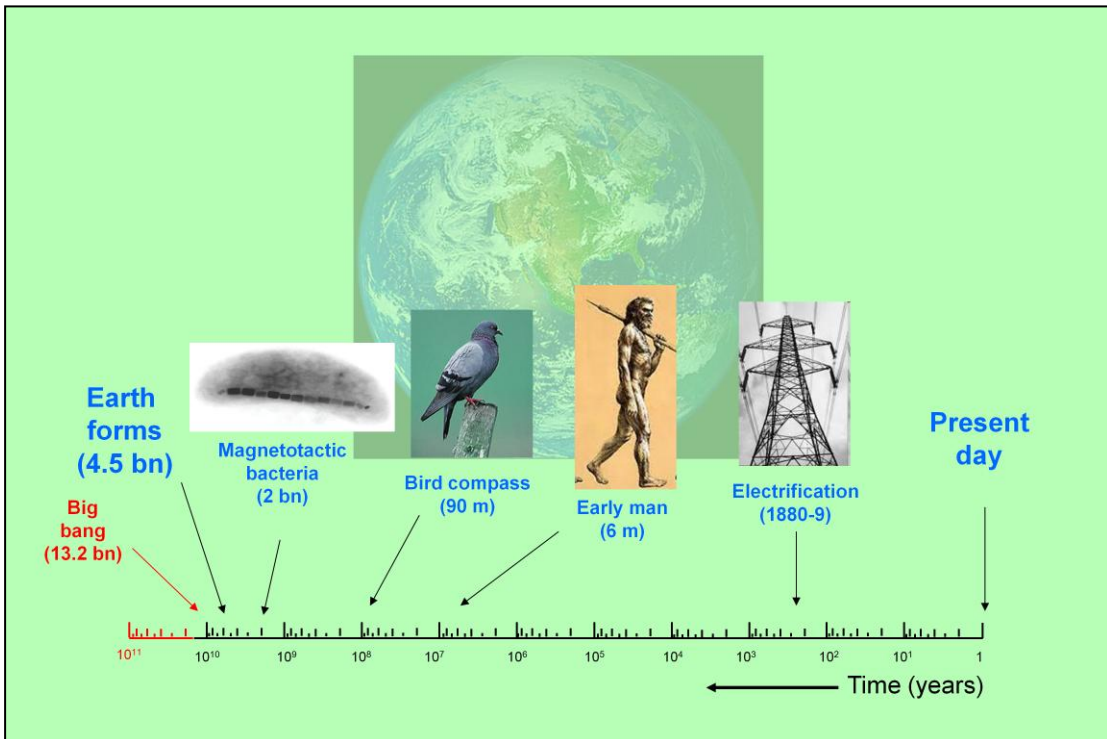 Earth
forms
(4.5 bn)
Big
bang
(13.2 bn)
Magnetotactic
bacteria
(2 bn)
Bird compass
(90 m)
Early man
(6 m)
Electrification
(1880-9)
Present
day
10¹¹ 10¹⁰ 10⁹ 10⁸ 10⁷ 10⁶ 10⁵ 10⁴ 10³ 10² 10¹ 1
Time (years)